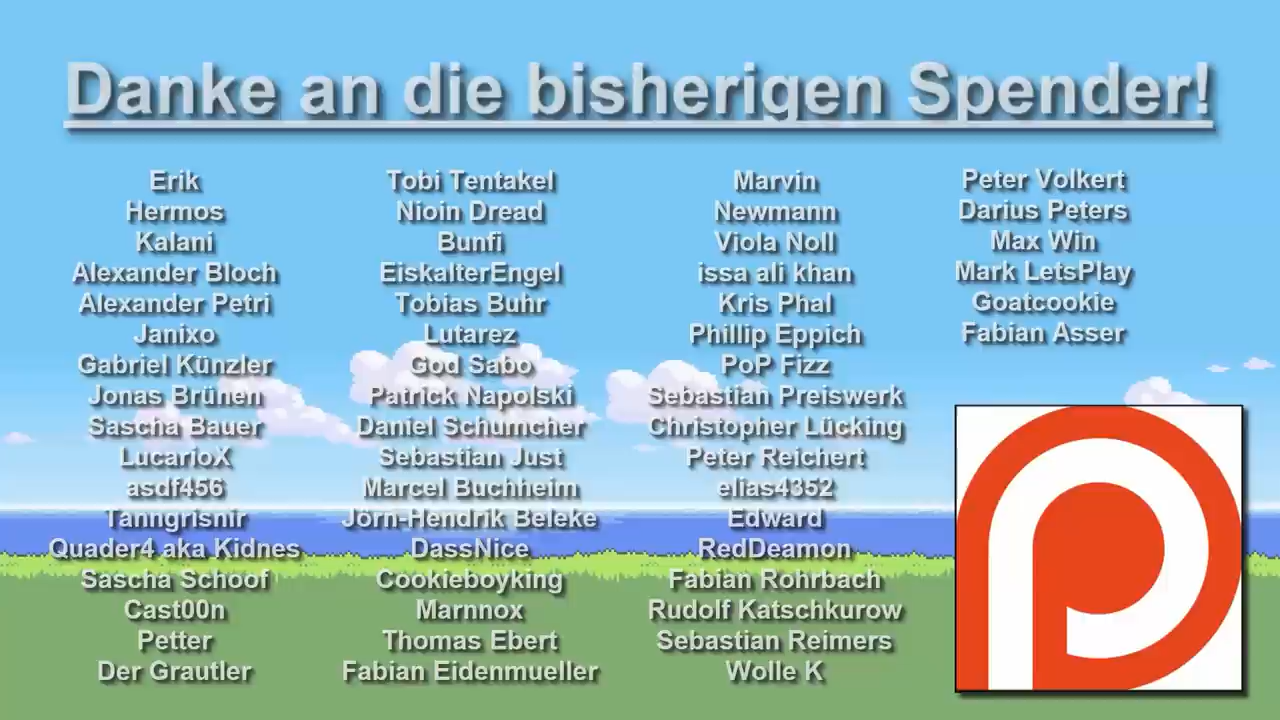 Danke an die bisherigen Spender!
Erik
Hermos
Kalani
Alexander Bloch
Alexander Petri
Janixo
Gabriel Künzler
Jonas Brünen
Sascha Bauer
LucarioX
asdf456
Tanngrisnir
Quader4 aka Kidnes
Sascha Schoof
Cast00n
Petter
Der Grautler
Tobi Tentakel
Nioin Dread
Bunfi
EiskalterEngel
Tobias Buhr
Lutarez
God Sabo
Patrick Napolski
Daniel Schumcher
Sebastian Just
Marcel Buchheim
Jörn-Hendrik Beleke
DassNice
Cookieboyking
Marnnox
Thomas Ebert
Fabian Eidenmueller
Marvin
Newmann
Viola Noll
issa ali khan
Kris Phal
Phillip Eppich
PoP Fizz
Sebastian Preiswerk
Christopher Lücking
Peter Reichert
elias4352
Edward
RedDeamon
Fabian Rohrbach
Rudolf Katschkurow
Sebastian Reimers
Wolle K
Peter Volkert
Darius Peters
Max Win
Mark LetsPlay
Goatcookie
Fabian Asser